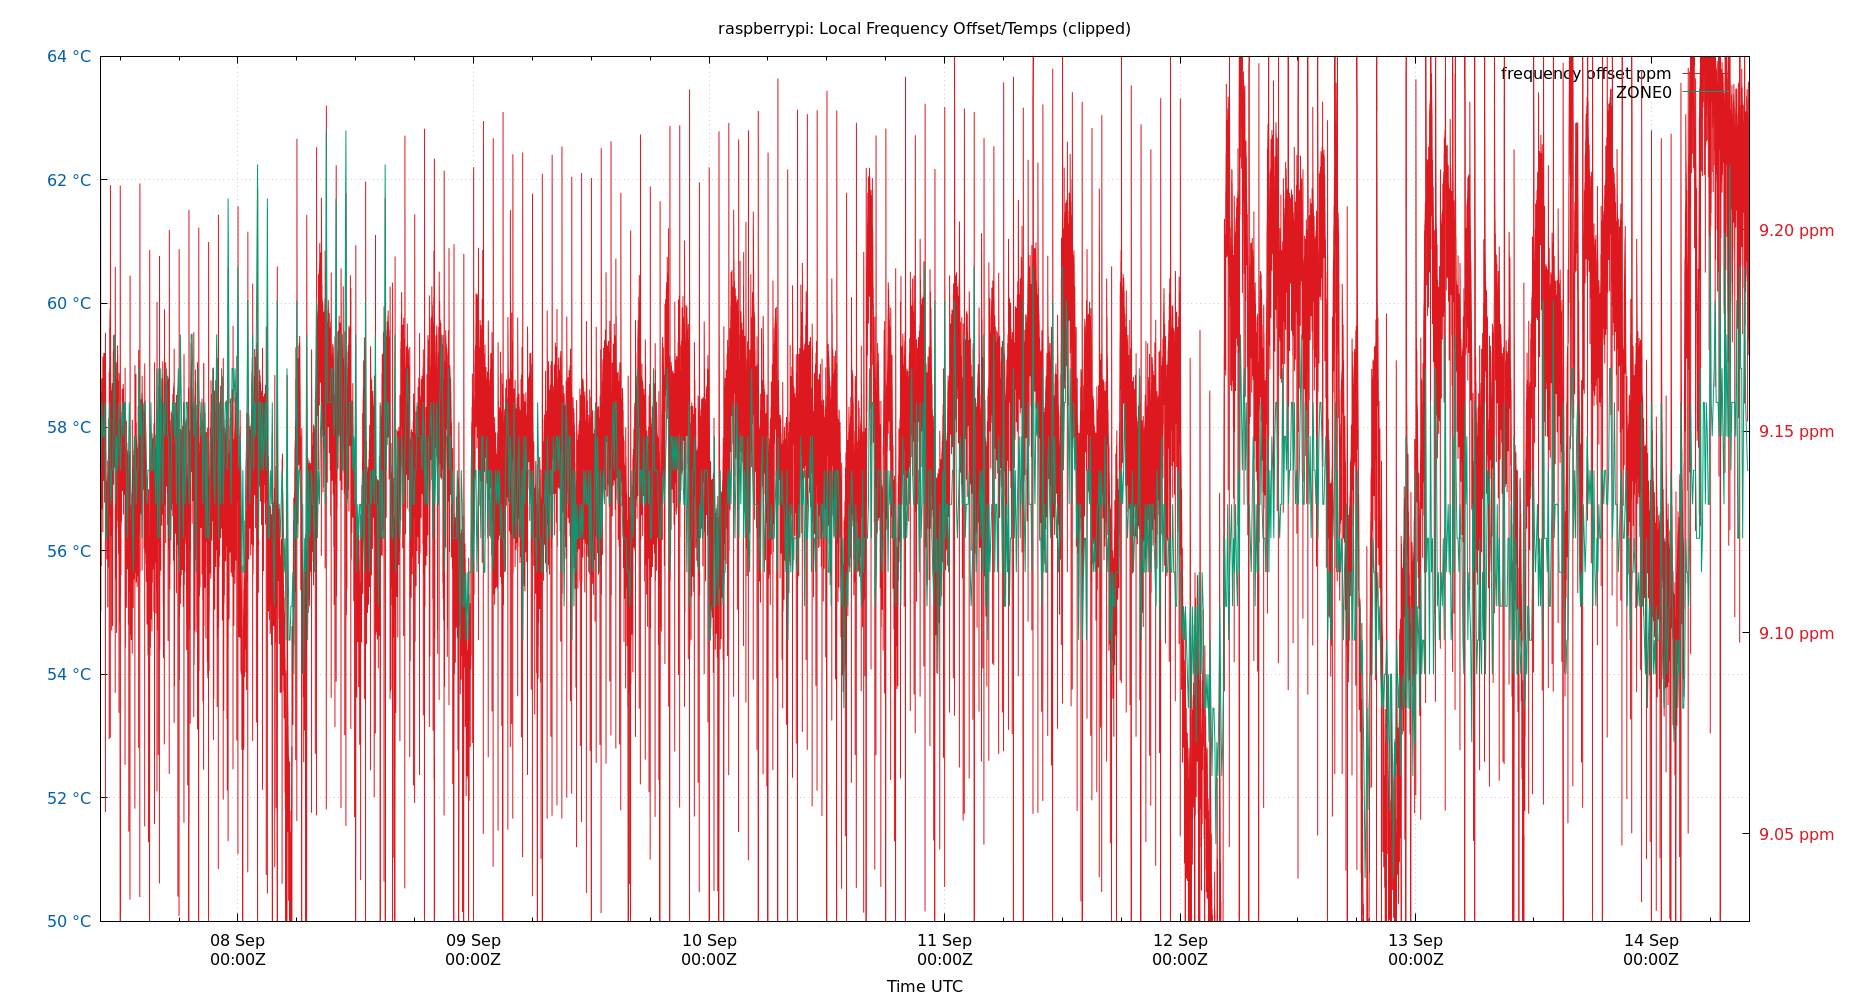 raspberrypi: Local Frequency Offset/Temps (clipped)
64 °C
62 °C
60 °C
58 °C
56 °C
54 °C
52 °C
50 °C
frequency offset ppm
ZONE0
9.20 ppm
9.15 ppm
9.10 ppm
9.05 ppm
08 Sep
00:00Z
09 Sep
00:00Z
10 Sep
00:00Z
11 Sep
00:00Z
12 Sep
00:00Z
13 Sep
00:00Z
14 Sep
00:00Z
Time UTC